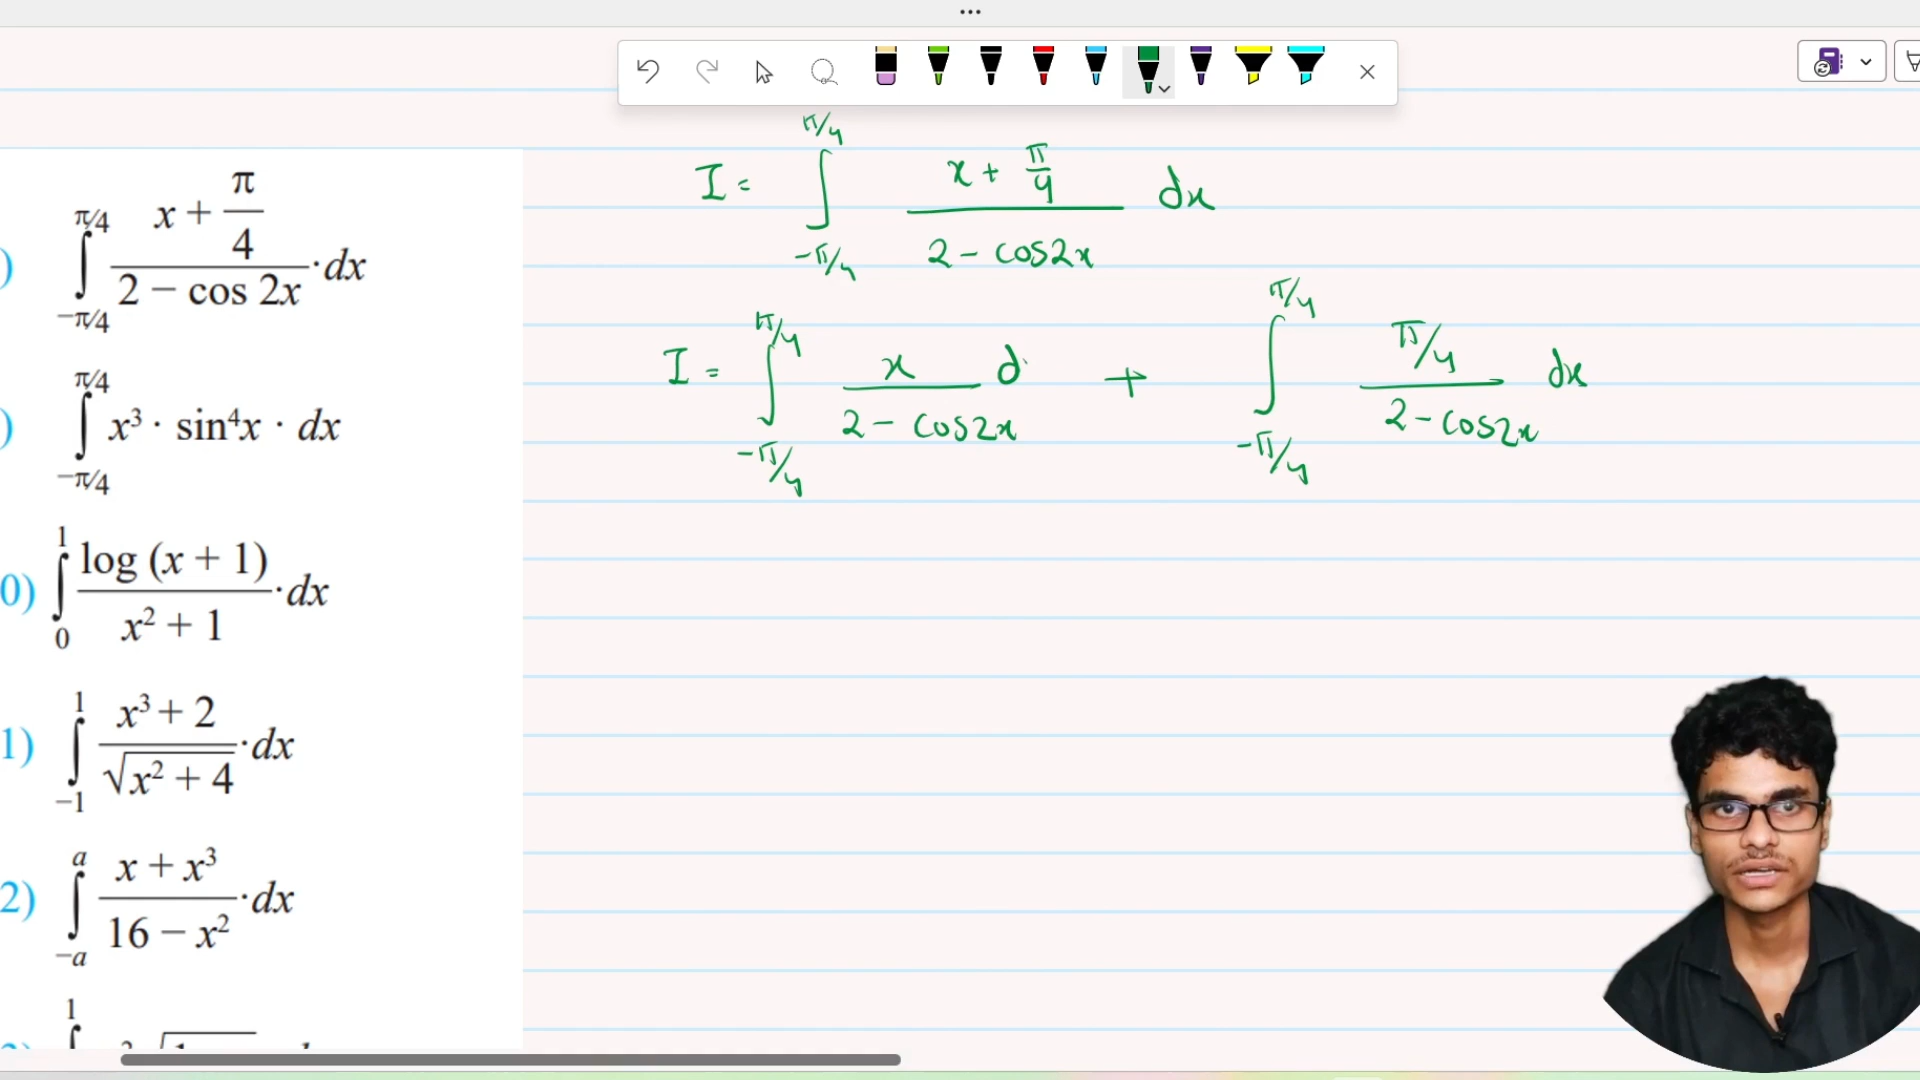 ) ∫_{-π/4}^{π/4} (x + π/4)/(2 − cos 2x) · dx
) ∫_{-π/4}^{π/4} x³ · sin⁴x · dx
0) ∫_0^1 log (x + 1)/(x² + 1) · dx
1) ∫_{-1}^1 (x³ + 2)/√(x² + 4) · dx
2) ∫_{-a}^a (x + x³)/(16 − x²) · dx
1
I = ∫_{-π/4}^{π/4} (x + π/4)/(2 − cos2x) dx
I = ∫_{-π/4}^{π/4} x/(2 − cos2x) d + ∫_{-π/4}^{π/4} (π/4)/(2 − cos2x) dx